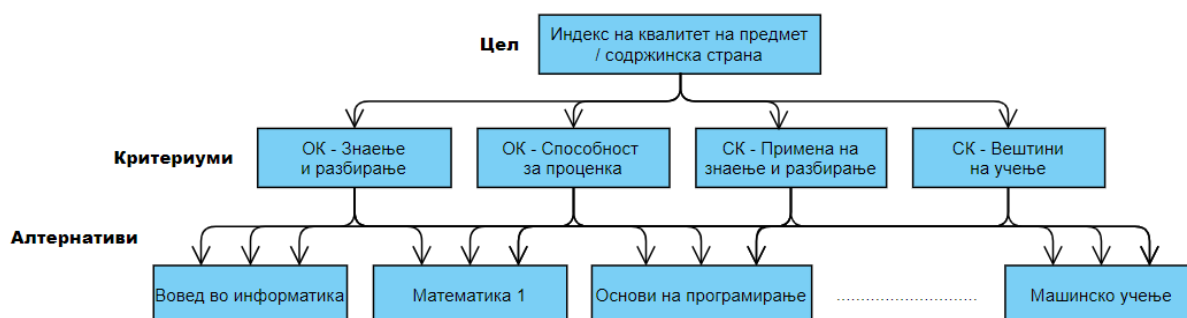 Цел
Индекс на квалитет на предмет
/ содржинска страна
Критериуми
ОК - Знаење
и разбирање
ОК - Способност
за проценка
СК - Примена на
знаење и разбирање
СК - Вештини
на учење
Алтернативи
Вовед во информатика
Математика 1
Основи на програмирање
............................
Машинско учење